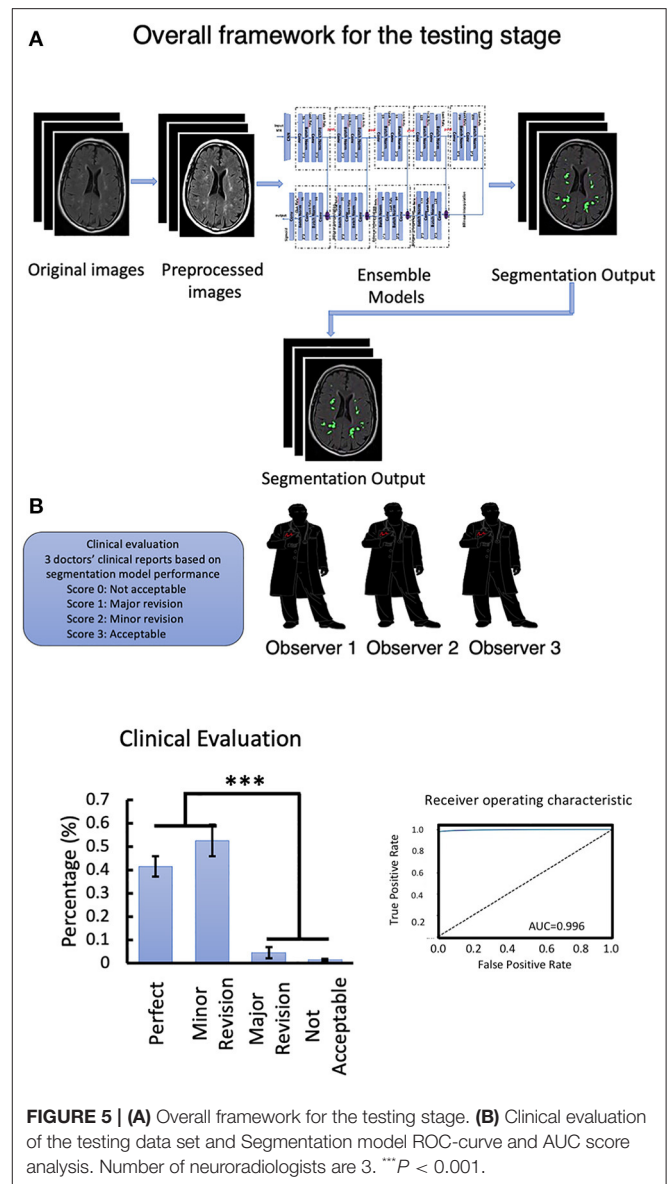 A
Overall framework for the testing stage
Original images
Preprocessed
images
Ensemble
Models
Segmentation Output
Segmentation Output
B
Clinical evaluation
3 doctors' clinical reports based on
segmentation model performance
Score 0: Not acceptable
Score 1: Major revision
Score 2: Minor revision
Score 3: Acceptable
Observer 1
Observer 2
Observer 3
Clinical Evaluation
***
Percentage (%)
0.7
0.6
0.5
0.4
0.3
0.2
0.1
0
Perfect
Minor
Revision
Major
Revision
Not
Acceptable
Receiver operating characteristic
True Positive Rate
1.0
0.8
0.6
0.4
0.2
AUC=0.996
0.0 0.2 0.4 0.6 0.8 1.0
False Positive Rate
FIGURE 5 | (A) Overall framework for the testing stage. (B) Clinical evaluation
of the testing data set and Segmentation model ROC-curve and AUC score
analysis. Number of neuroradiologists are 3. ***P < 0.001.